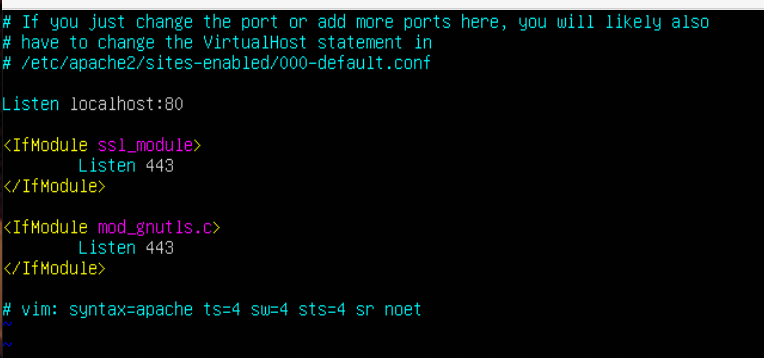 # If you just change the port or add more ports here, you will likely also
# have to change the VirtualHost statement in
# /etc/apache2/sites-enabled/000-default.conf
Listen localhost:80
<IfModule ssl_module>
Listen 443
</IfModule>
<IfModule mod_gnutls.c>
Listen 443
</IfModule>
# vim: syntax=apache ts=4 sw=4 sts=4 sr noet
~
~